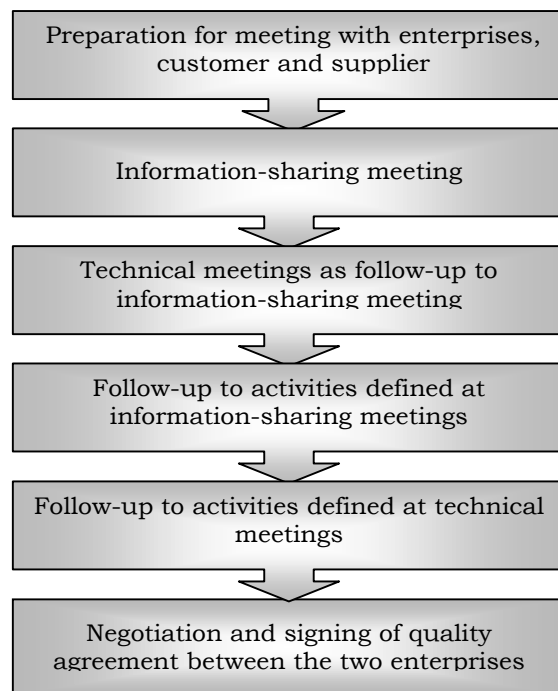 Preparation for meeting with enterprises,
customer and supplier
Information-sharing meeting
Technical meetings as follow-up to
information-sharing meeting
Follow-up to activities defined at
information-sharing meetings
Follow-up to activities defined at technical
meetings
Negotiation and signing of quality
agreement between the two enterprises